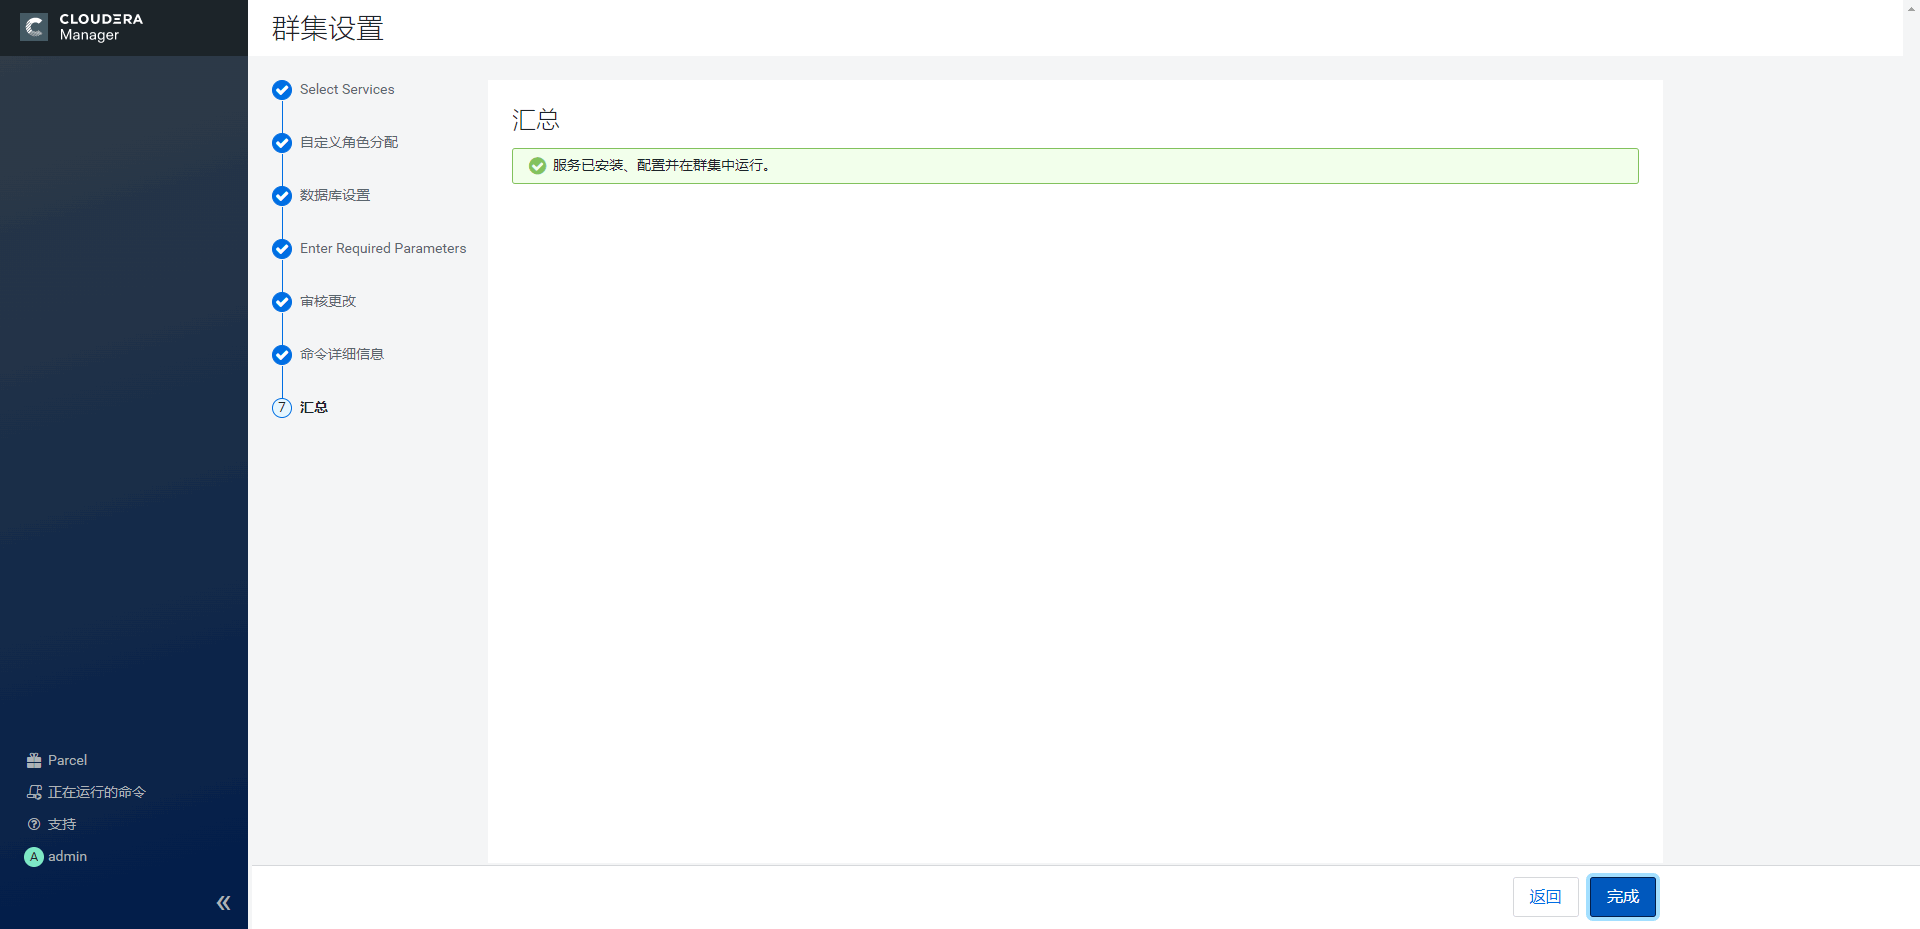 CLOUDERA
Manager
群集设置
Select Services
自定义角色分配
数据库设置
Enter Required Parameters
审核更改
命令详细信息
7 汇总
汇总
服务已安装、配置并在群集中运行。
Parcel
正在运行的命令
支持
A admin
返回
完成